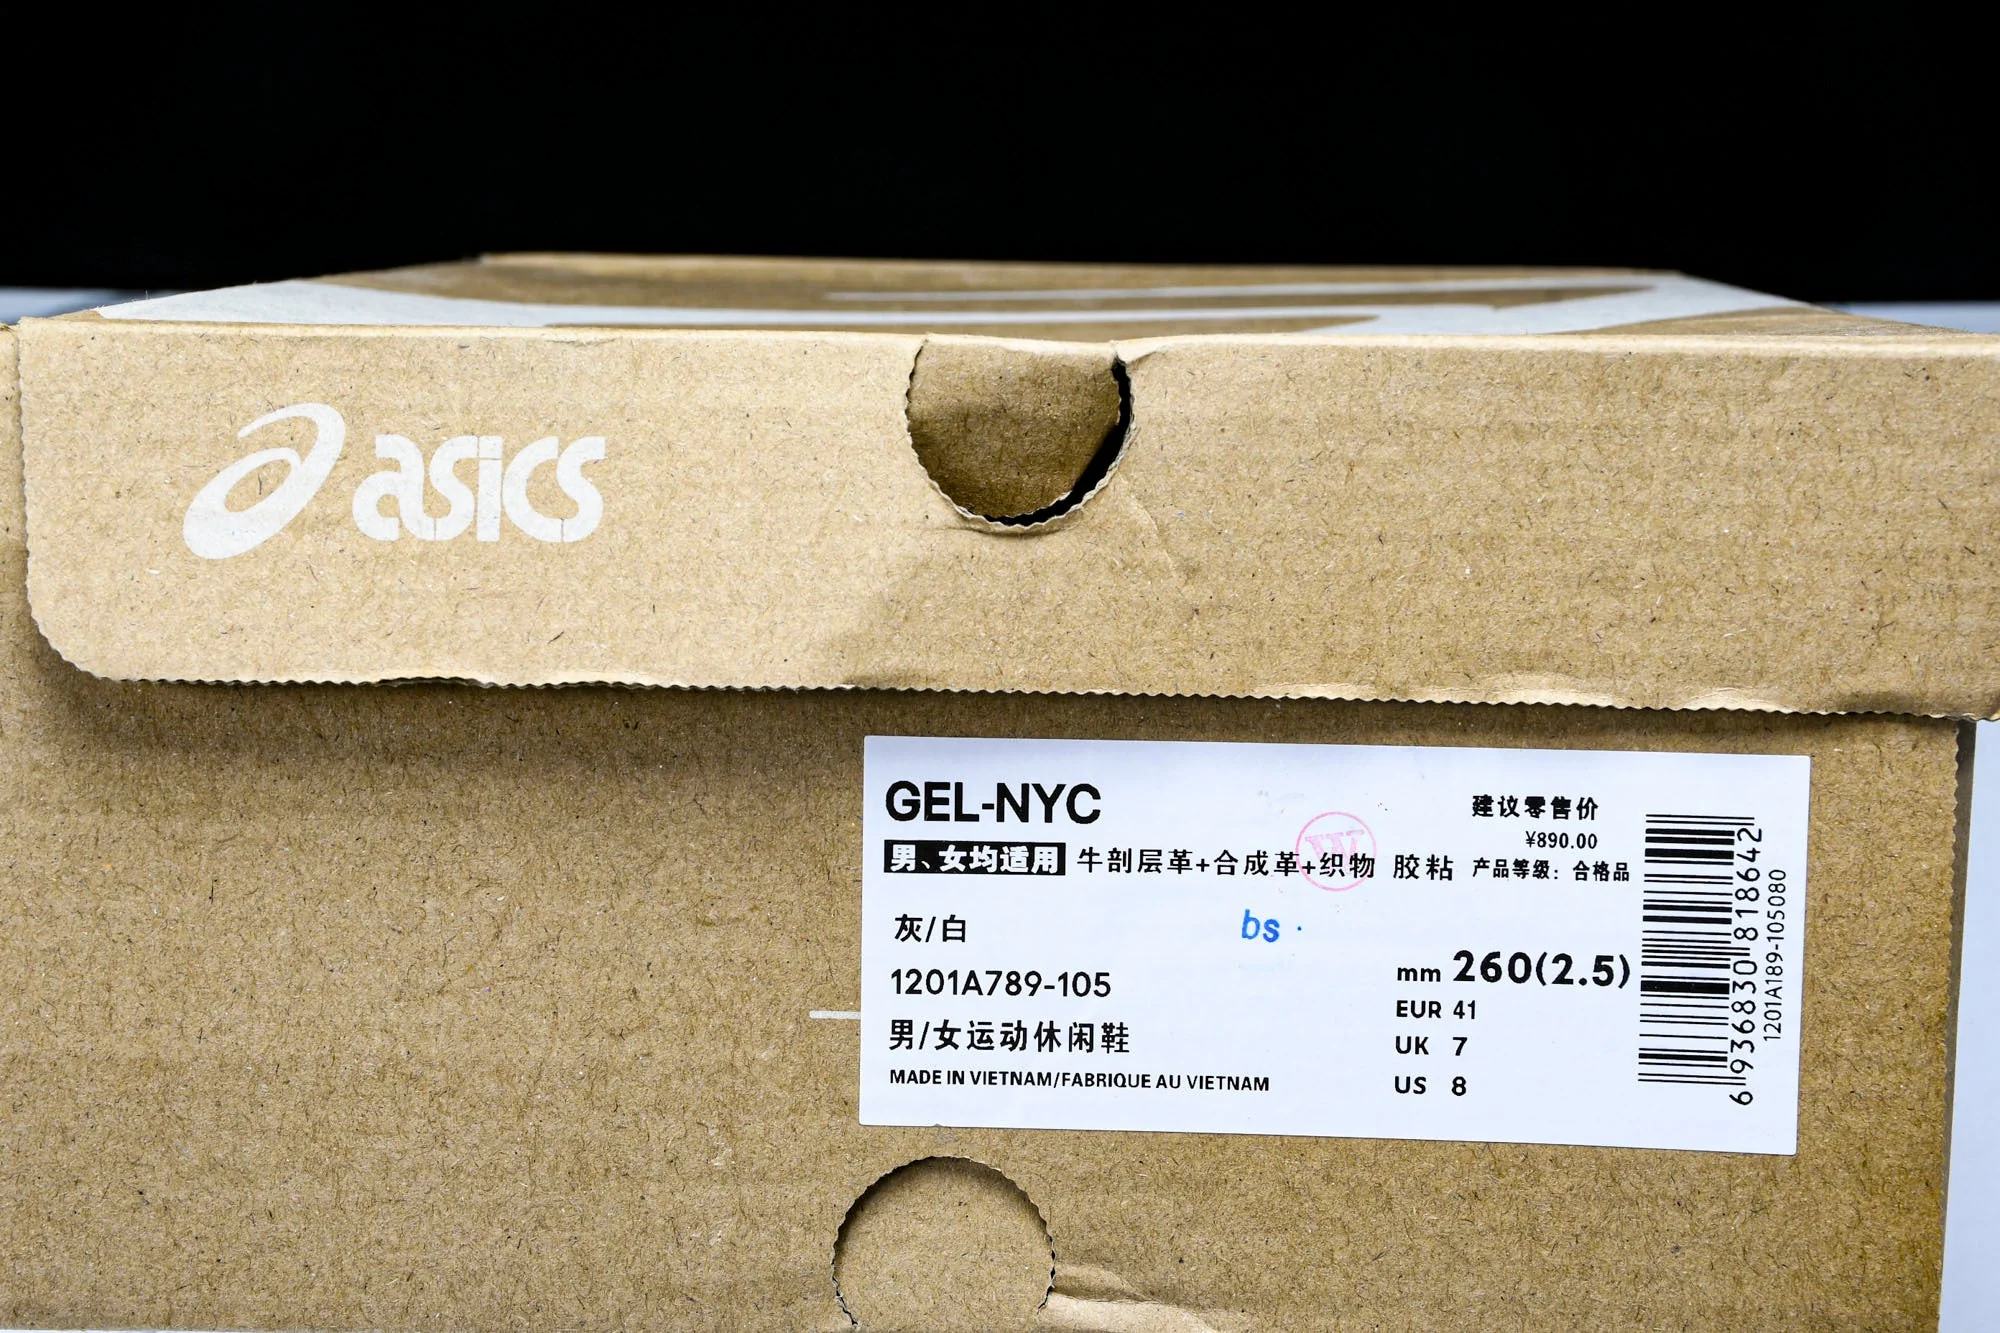 asics
GEL-NYC
建议零售价
¥890.00
男、女均适用 牛剖层革+合成革+织物 胶粘 产品等级：合格品
灰/白
bs
1201A789-105
mm 260(2.5)
EUR 41
男/女运动休闲鞋
UK 7
MADE IN VIETNAM/FABRIQUE AU VIETNAM
US 8
6936830818642
1201A189-105080